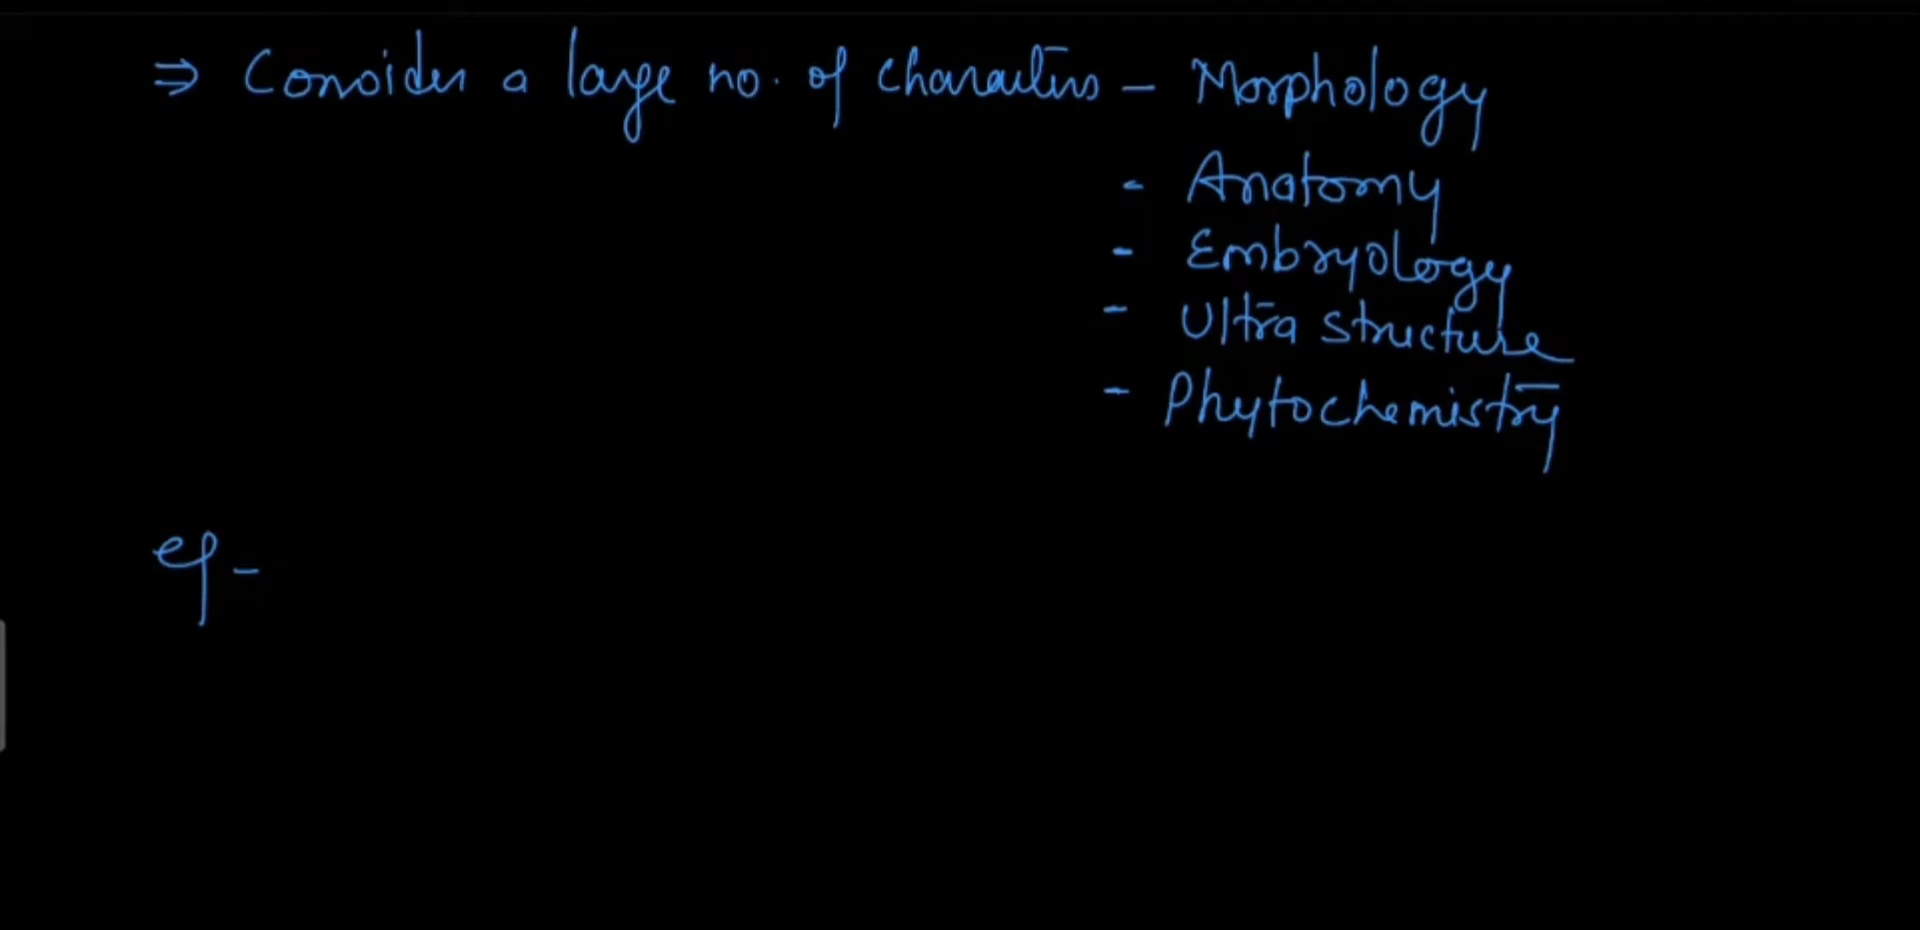 ⇒ Consider a large no. of characters - Morphology
- Anatomy
- Embryology
- Ultra structure
- Phytochemistry
eg -